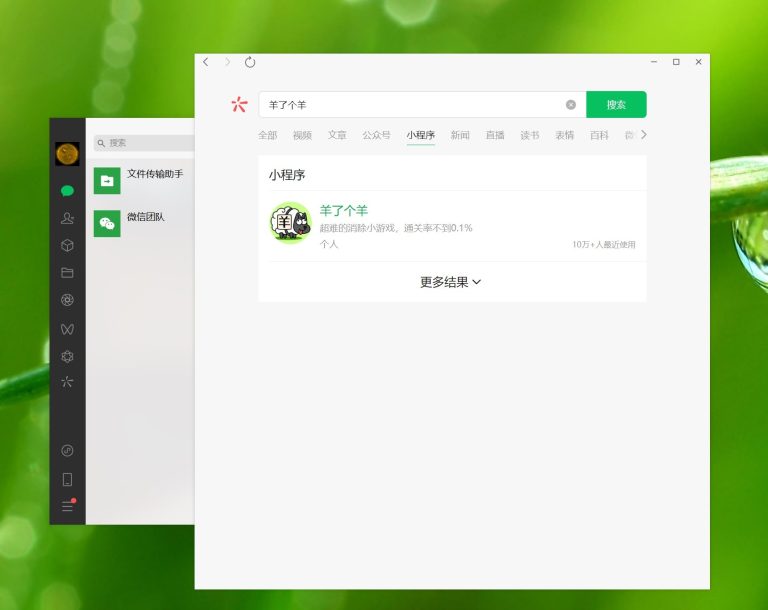 搜索
文件传输助手
微信团队
羊了个羊
搜索
全部 视频 文章 公众号 小程序 新闻 直播 读书 表情 百科
小程序
羊
羊了个羊
超难的消除小游戏，通关率不到0.1%
个人
10万+人最近使用
更多结果